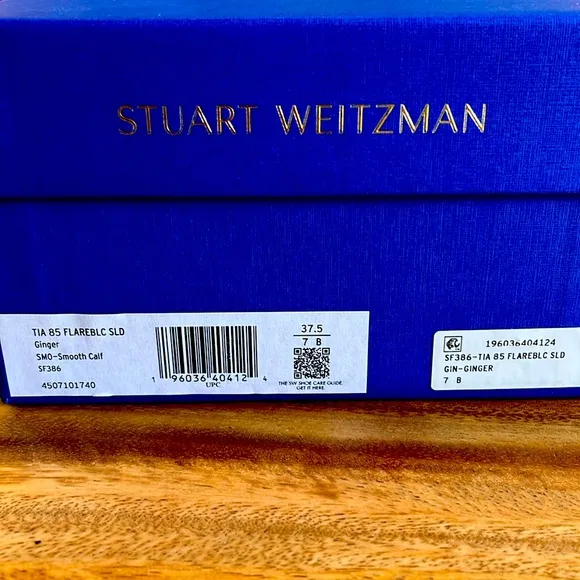 STUART WEITZMAN
TIA 85 FLAREBLC SLD
Ginger
SMO-Smooth Calf
SF386
4507101740
1 96036 40412 4
UPC
37.5
7 B
THE SW SHOE CARE GUIDE.
GET IT HERE.
196036404124
SF386-TIA 85 FLAREBLC SLD
GIN-GINGER
7 B